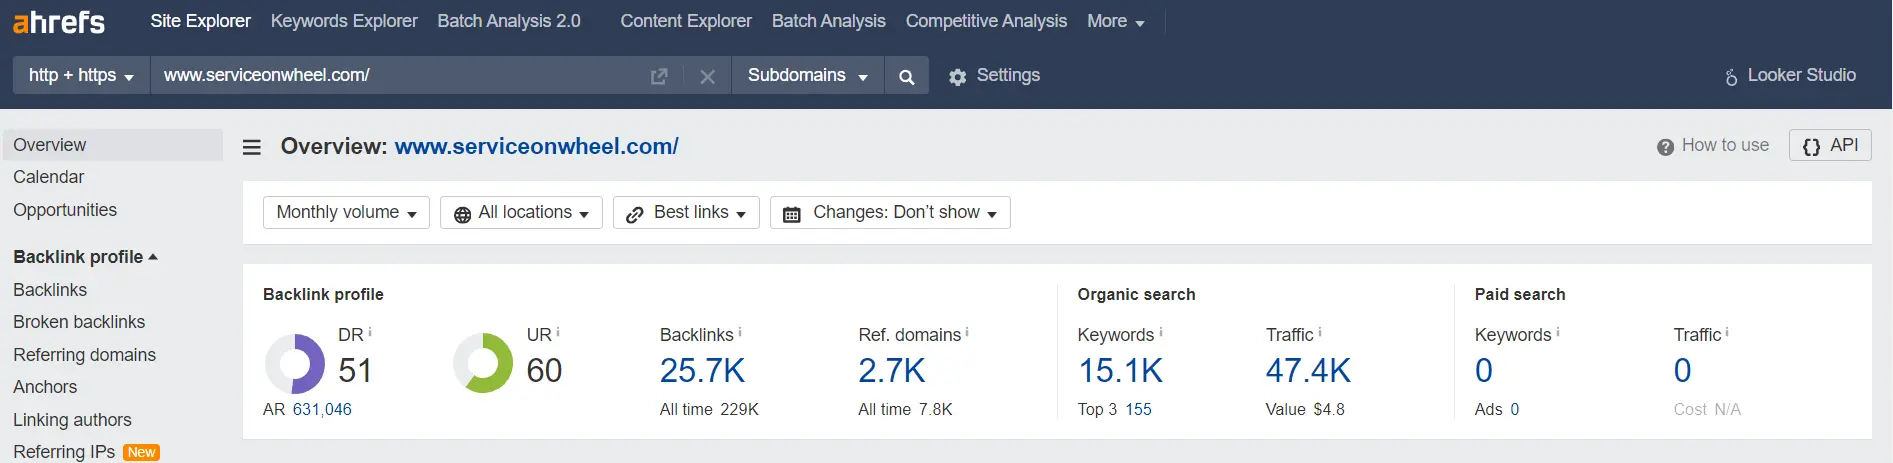 ahrefs Site Explorer Keywords Explorer Batch Analysis 2.0 Content Explorer Batch Analysis Competitive Analysis More
http + https www.serviceonwheel.com/ Subdomains Settings Looker Studio
Overview
Calendar
Opportunities
Backlink profile
Backlinks
Broken backlinks
Referring domains
Anchors
Linking authors
Referring IPs New
Overview: www.serviceonwheel.com/ How to use API
Monthly volume All locations Best links Changes: Don't show
Backlink profile
DR
51
AR 631,046
UR
60
Backlinks
25.7K
All time 229K
Ref. domains
2.7K
All time 7.8K
Organic search
Keywords
15.1K
Top 3 155
Traffic
47.4K
Value $4.8
Paid search
Keywords
0
Ads 0
Traffic
0
Cost N/A